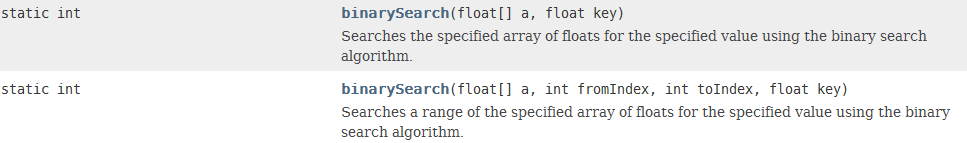 static int binarySearch(float[] a, float key)
Searches the specified array of floats for the specified value using the binary search
algorithm.
static int binarySearch(float[] a, int fromIndex, int toIndex, float key)
Searches a range of the specified array of floats for the specified value using the binary
search algorithm.